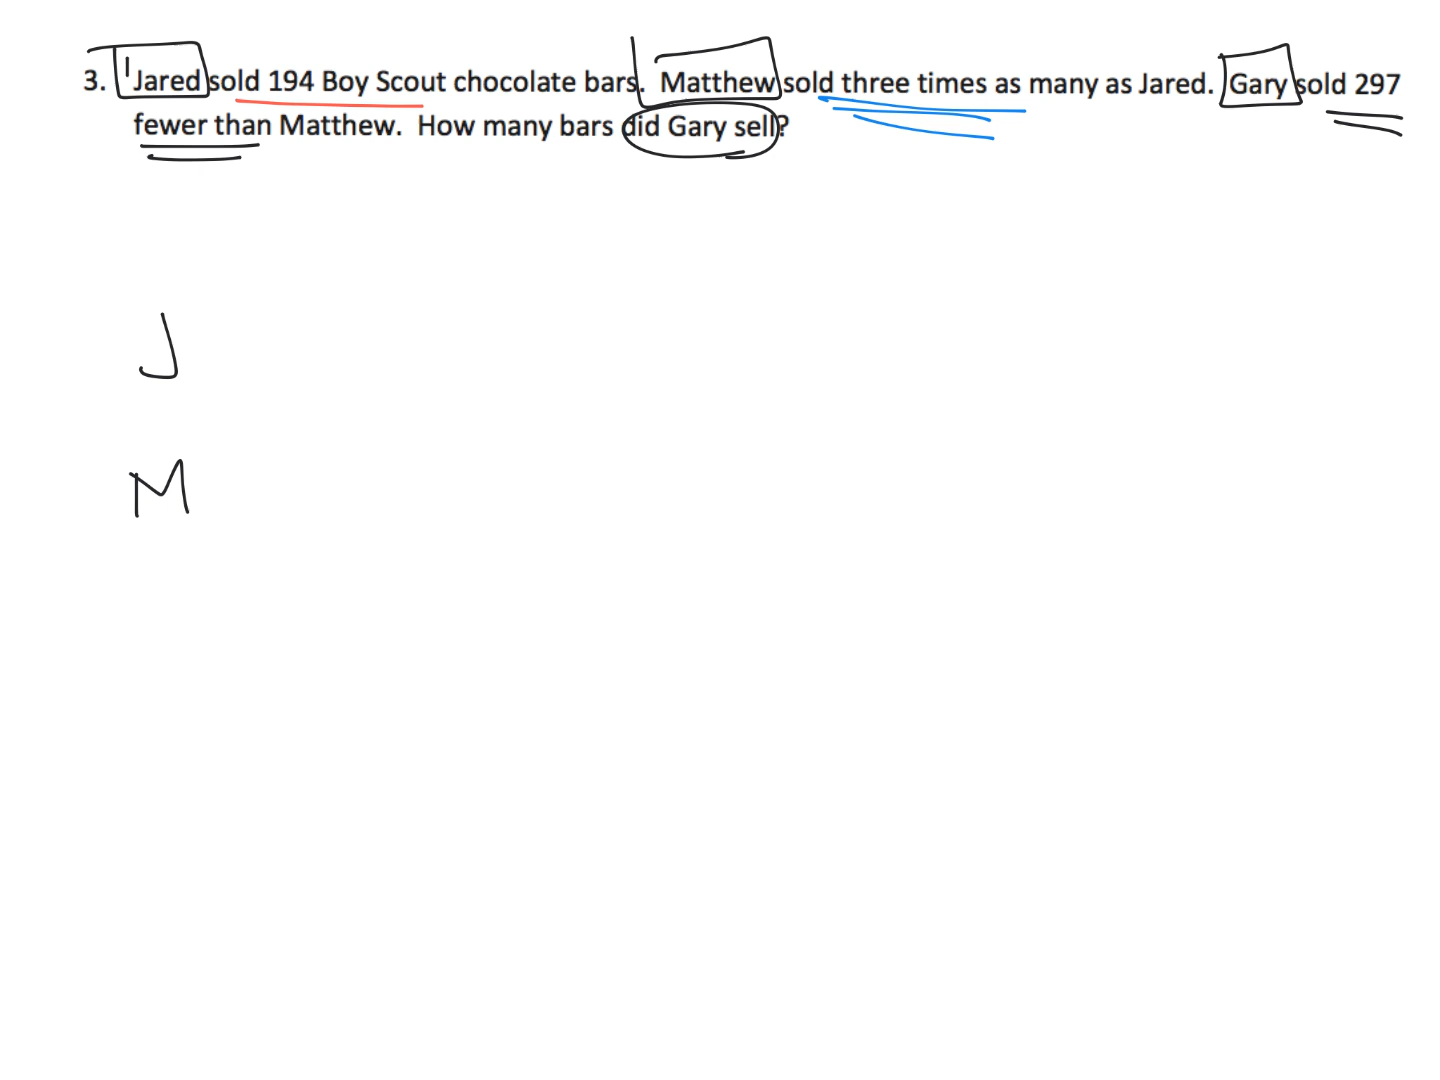 3. Jared sold 194 Boy Scout chocolate bars. Matthew sold three times as many as Jared. Gary sold 297
fewer than Matthew. How many bars did Gary sell?
J
M